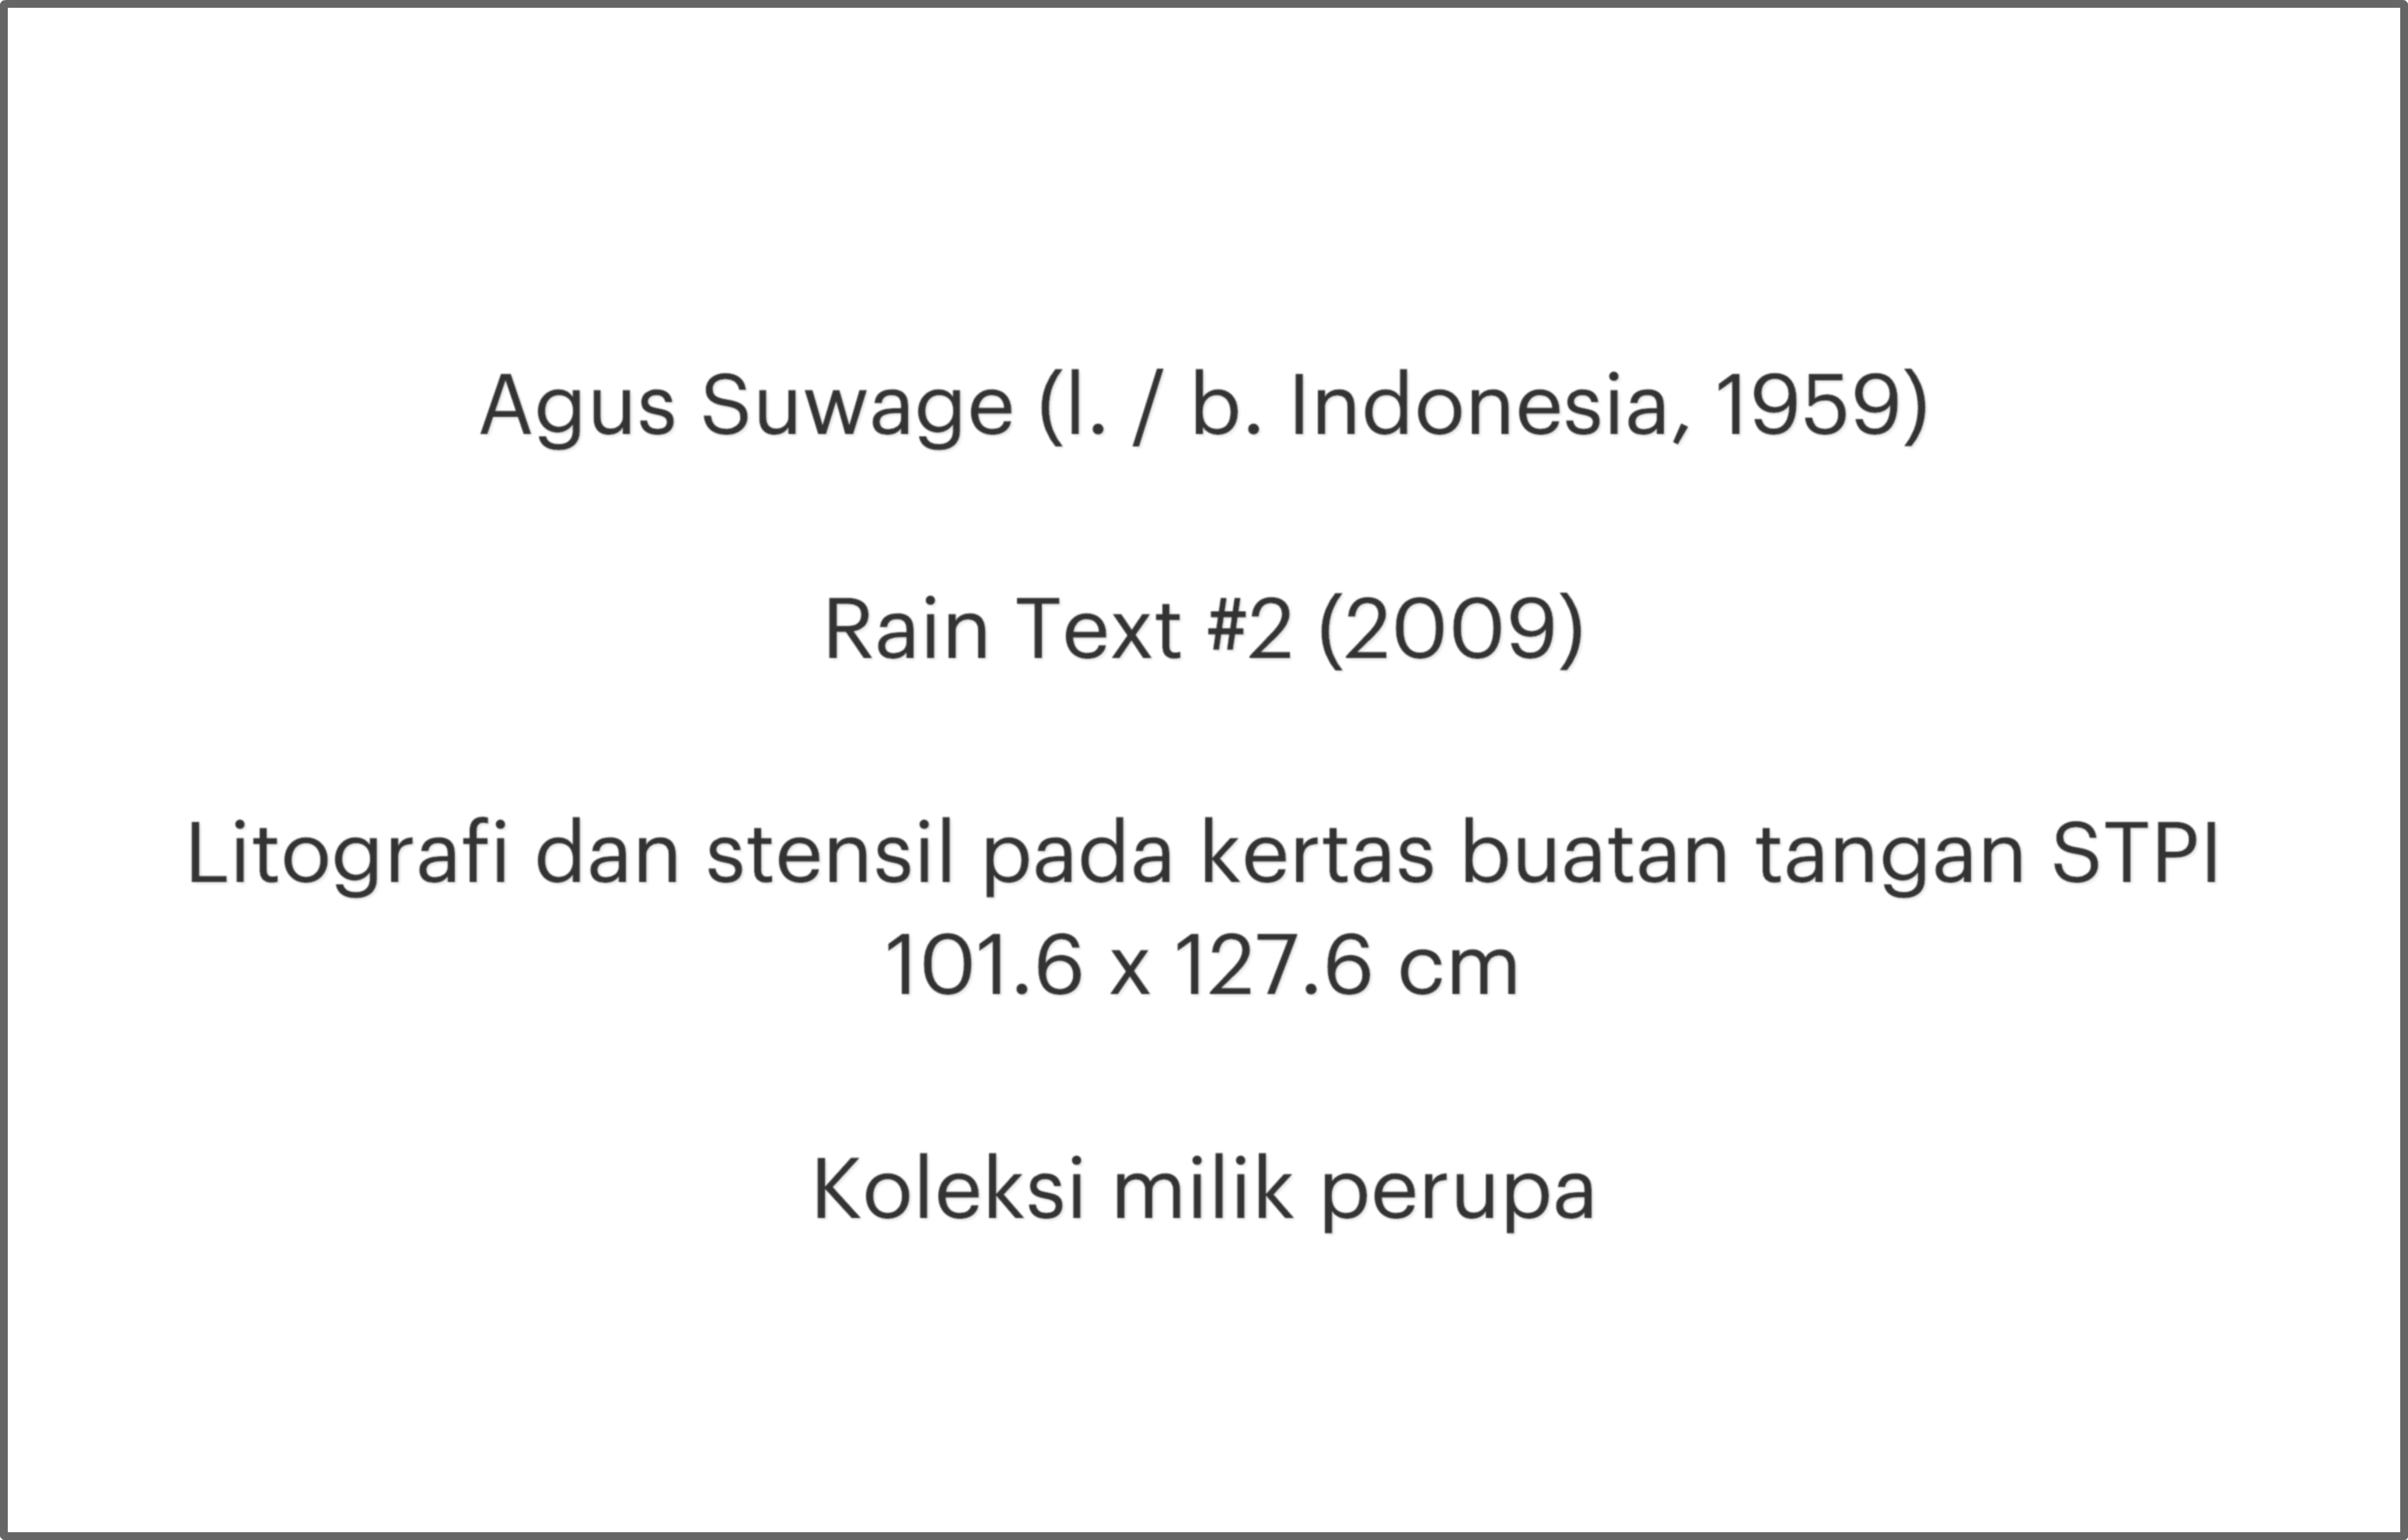 Agus Suwage (l. / b. Indonesia, 1959)
Rain Text #2 (2009)
Litografi dan stensil pada kertas buatan tangan STPI
101.6 x 127.6 cm
Koleksi milik perupa